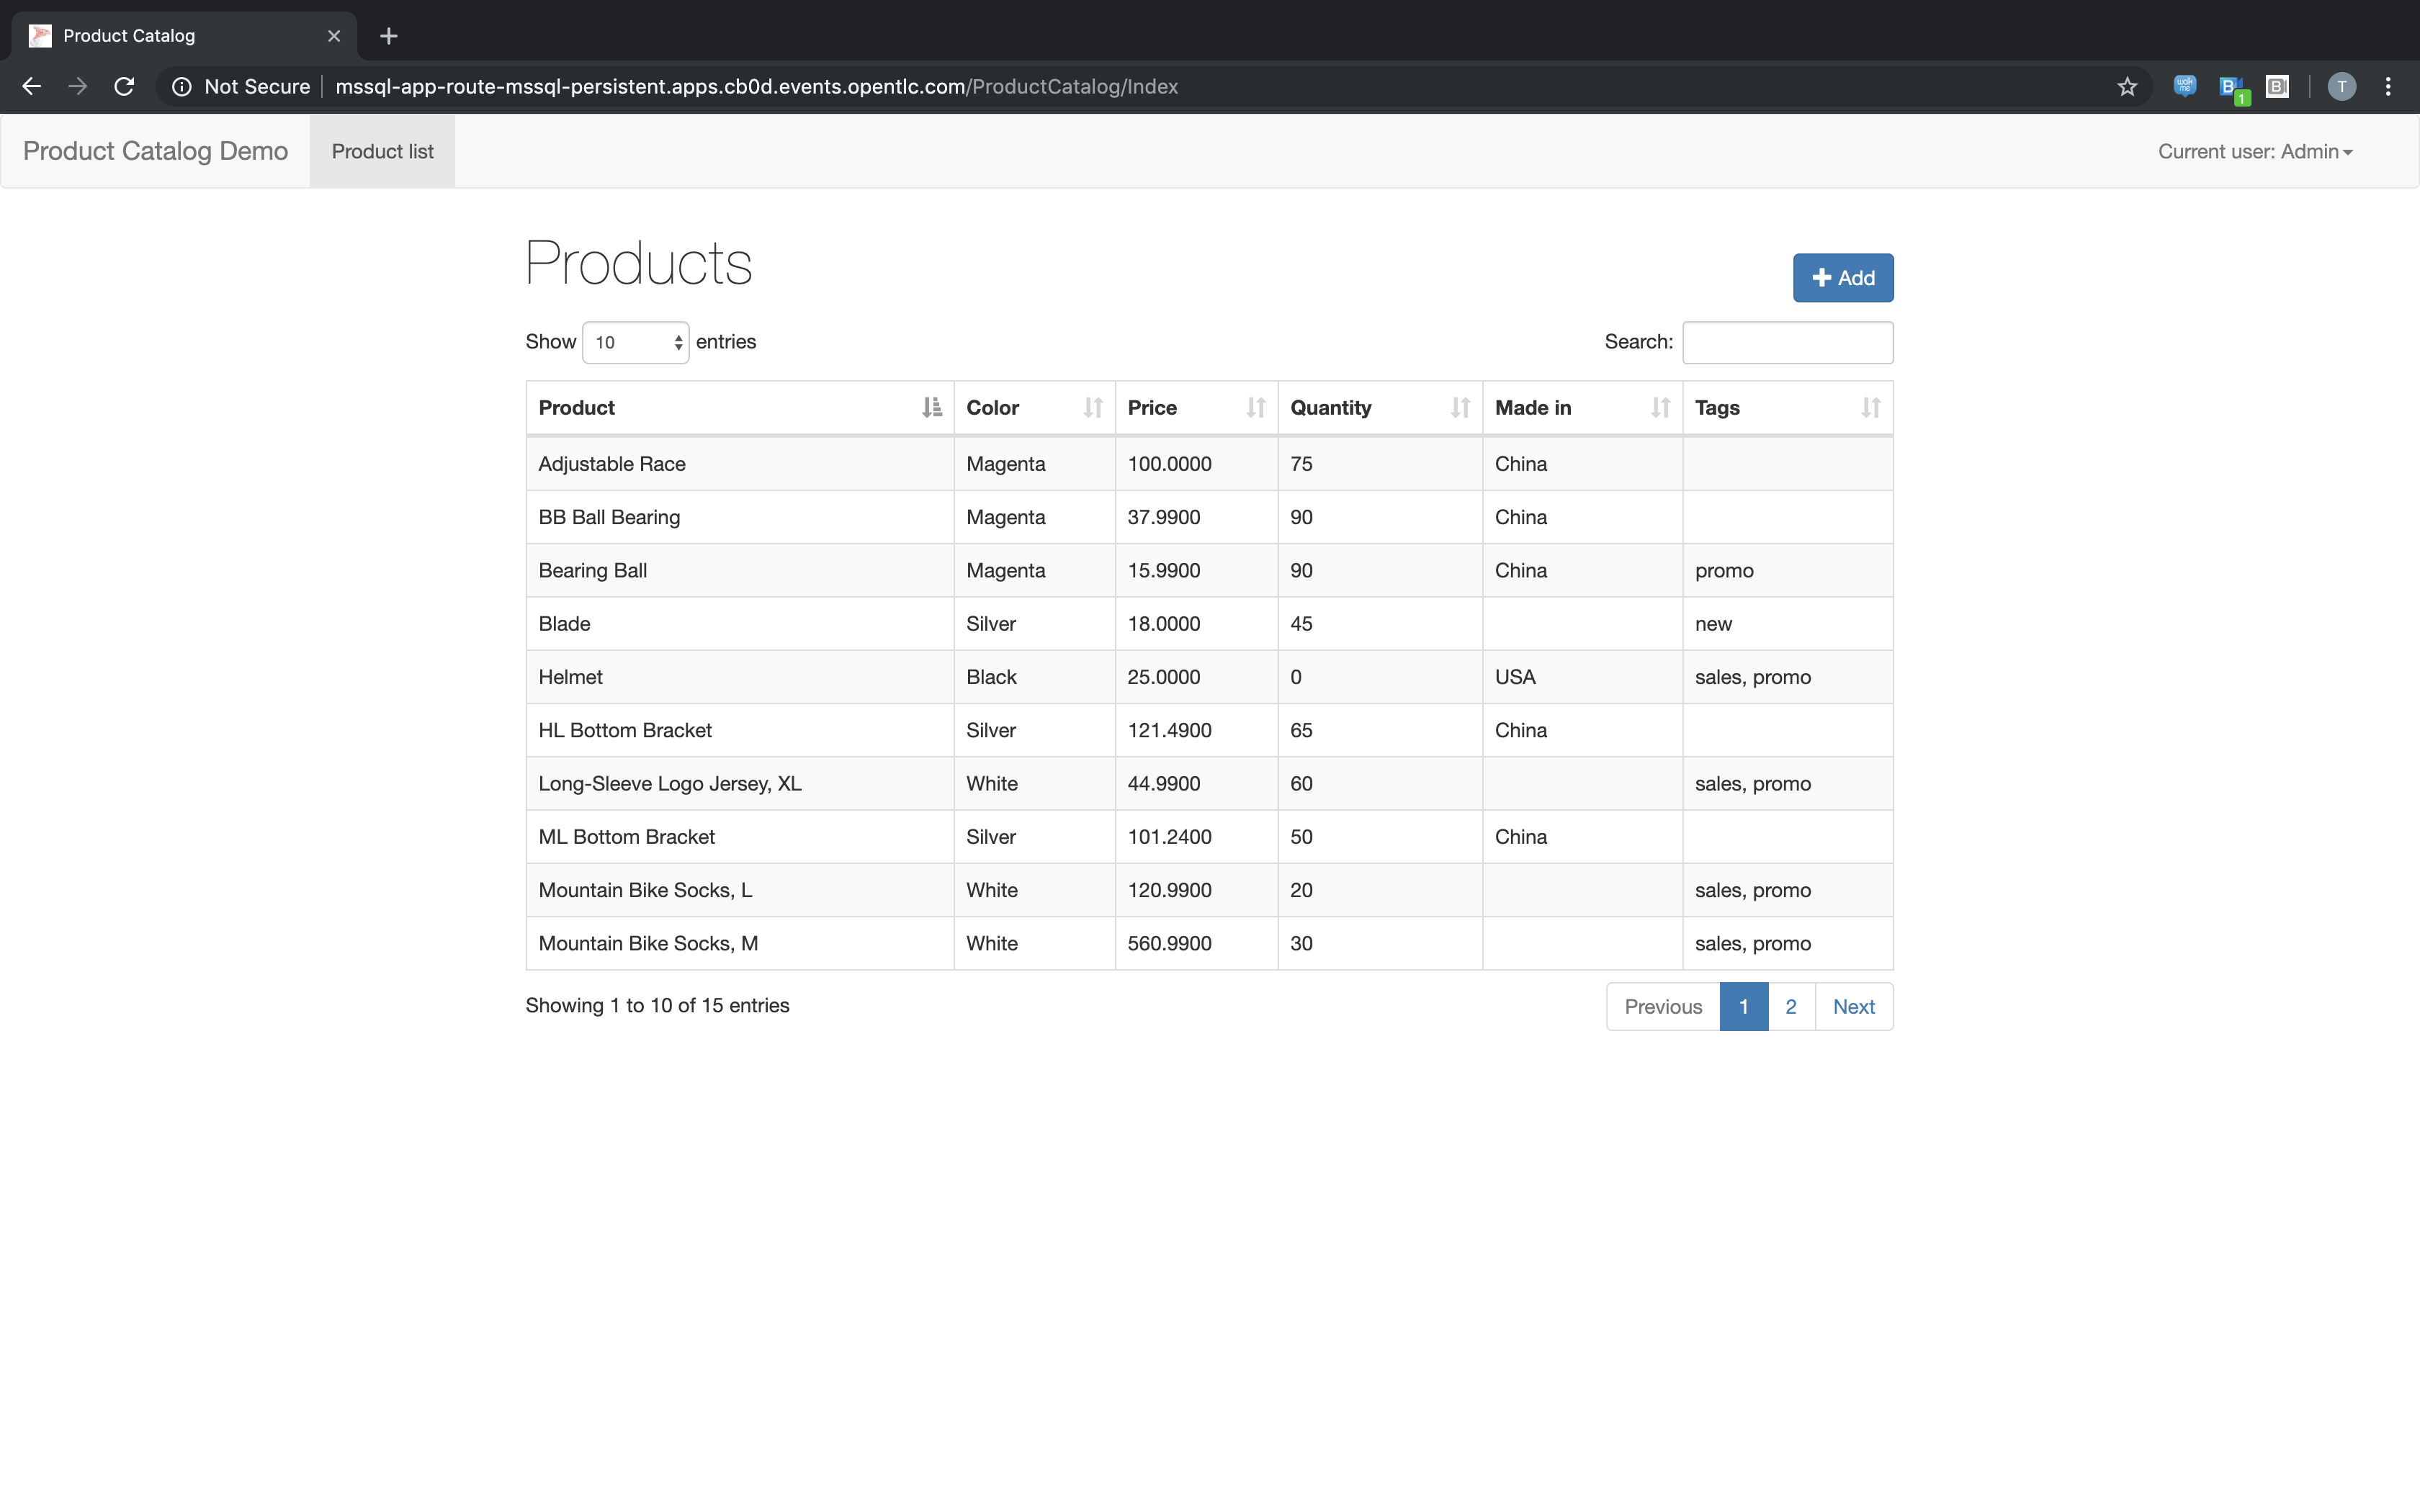 Product Catalog
Not Secure mssql-app-route-mssql-persistent.apps.cb0d.events.opentlc.com/ProductCatalog/Index
1
T
Product Catalog Demo Product list Current user: Admin
Products
Add
Show 10 entries Search:
Product Color Price Quantity Made in Tags
Adjustable Race Magenta 100.0000 75 China
BB Ball Bearing Magenta 37.9900 90 China
Bearing Ball Magenta 15.9900 90 China promo
Blade Silver 18.0000 45 new
Helmet Black 25.0000 0 USA sales, promo
HL Bottom Bracket Silver 121.4900 65 China
Long-Sleeve Logo Jersey, XL White 44.9900 60 sales, promo
ML Bottom Bracket Silver 101.2400 50 China
Mountain Bike Socks, L White 120.9900 20 sales, promo
Mountain Bike Socks, M White 560.9900 30 sales, promo
Showing 1 to 10 of 15 entries Previous 1 2 Next